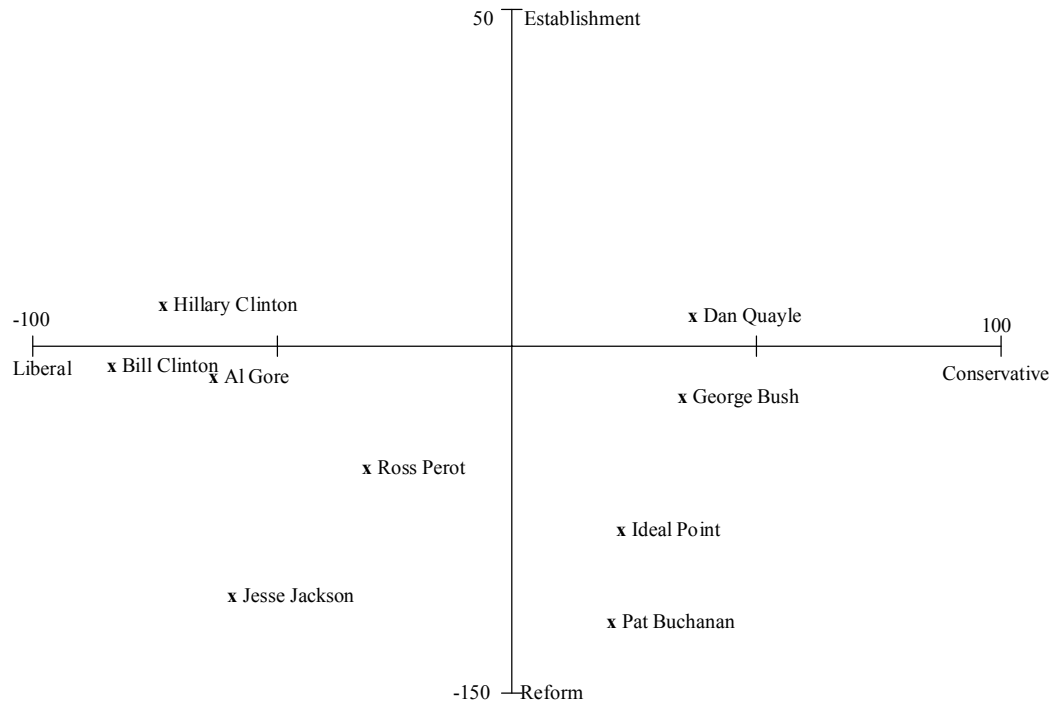 50 Establishment
x Hillary Clinton
x Dan Quayle
-100
100
Liberal
x Bill Clinton
x Al Gore
Conservative
x George Bush
x Ross Perot
x Ideal Point
x Jesse Jackson
x Pat Buchanan
-150 Reform